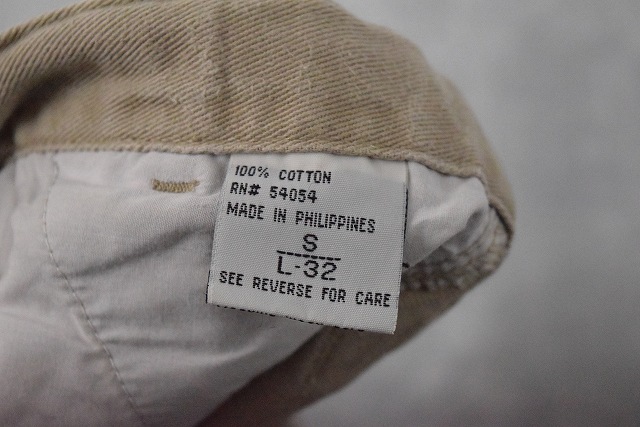 100% COTTON
RN# 54054
MADE IN PHILIPPINES
S
L-32
SEE REVERSE FOR CARE